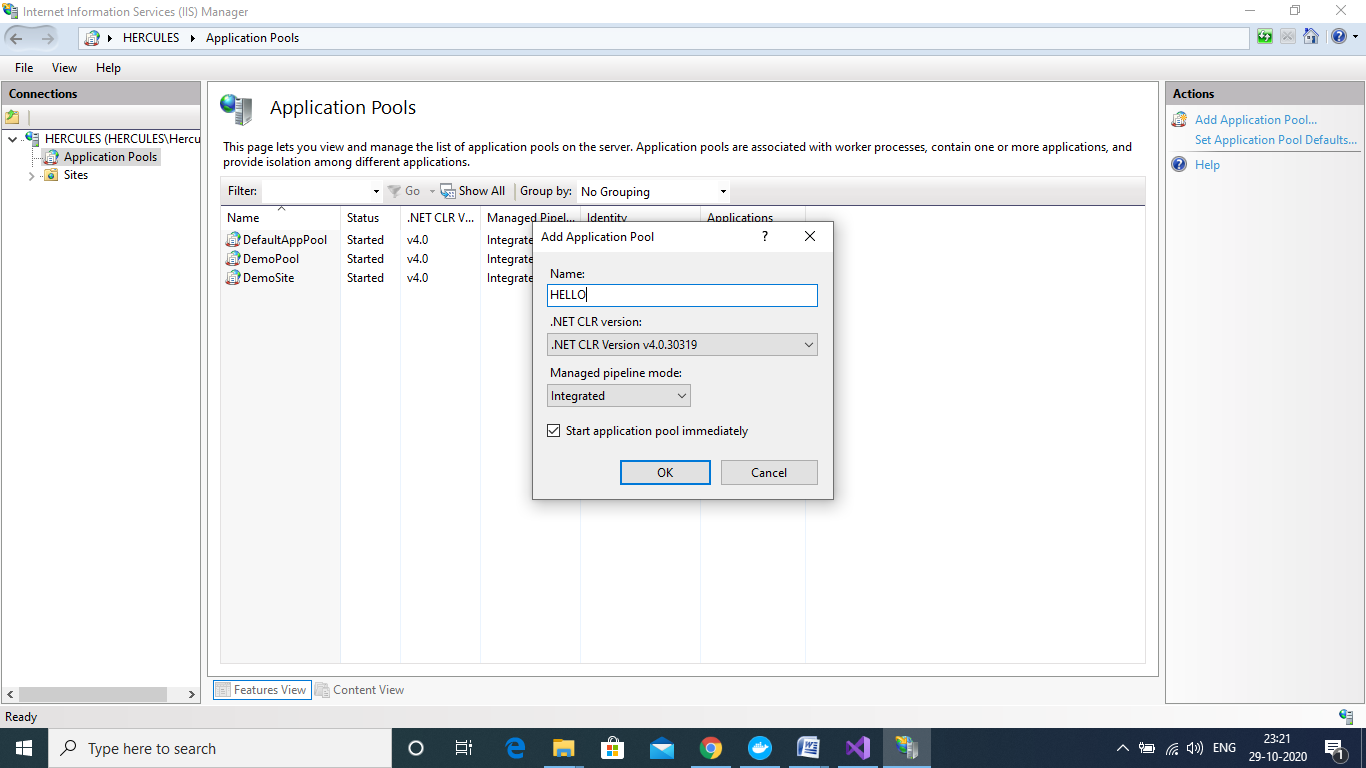 Internet Information Services (IIS) Manager
HERCULES Application Pools
File View Help
Connections
HERCULES (HERCULES\Hercu
Application Pools
Sites
Application Pools
This page lets you view and manage the list of application pools on the server. Application pools are associated with worker processes, contain one or more applications, and
provide isolation among different applications.
Filter: Go Show All Group by: No Grouping
Name Status .NET CLR V... Managed Pipel... Identity Applications
DefaultAppPool Started v4.0 Integrate
DemoPool Started v4.0 Integrate
DemoSite Started v4.0 Integrate
Add Application Pool ?
Name:
HELLO
.NET CLR version:
.NET CLR Version v4.0.30319
Managed pipeline mode:
Integrated
Start application pool immediately
OK Cancel
Features View Content View
Actions
Add Application Pool...
Set Application Pool Defaults...
Help
Ready
Type here to search
ENG
23:21
29-10-2020
1